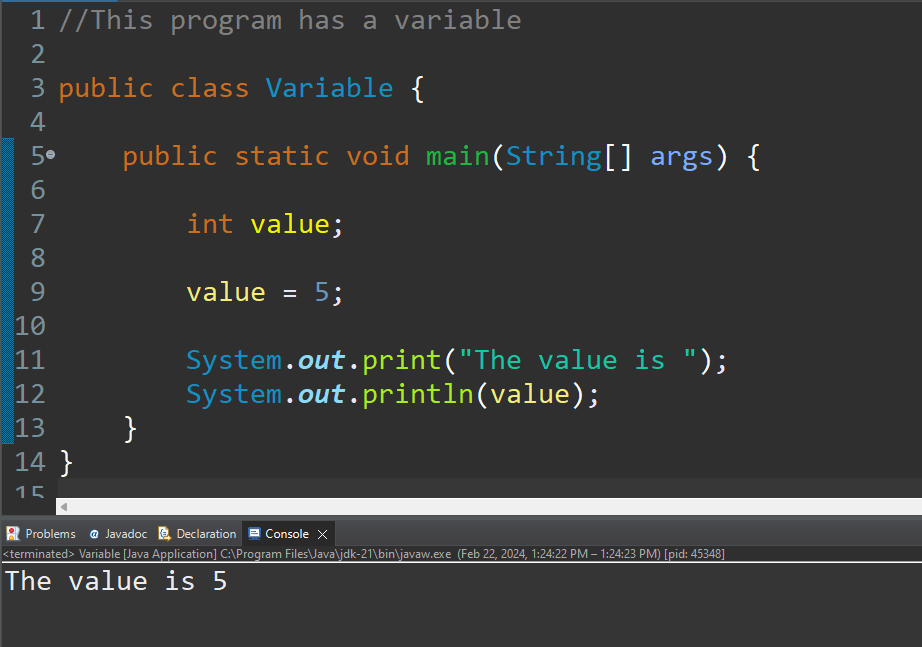 1 //This program has a variable
2
3 public class Variable {
4
5     public static void main(String[] args) {
6
7         int value;
8
9         value = 5;
10
11         System.out.print("The value is ");
12         System.out.println(value);
13     }
14 }
15
Problems @ Javadoc Declaration Console
<terminated> Variable [Java Application] C:\Program Files\Java\jdk-21\bin\javaw.exe (Feb 22, 2024, 1:24:22 PM – 1:24:23 PM) [pid: 45348]
The value is 5